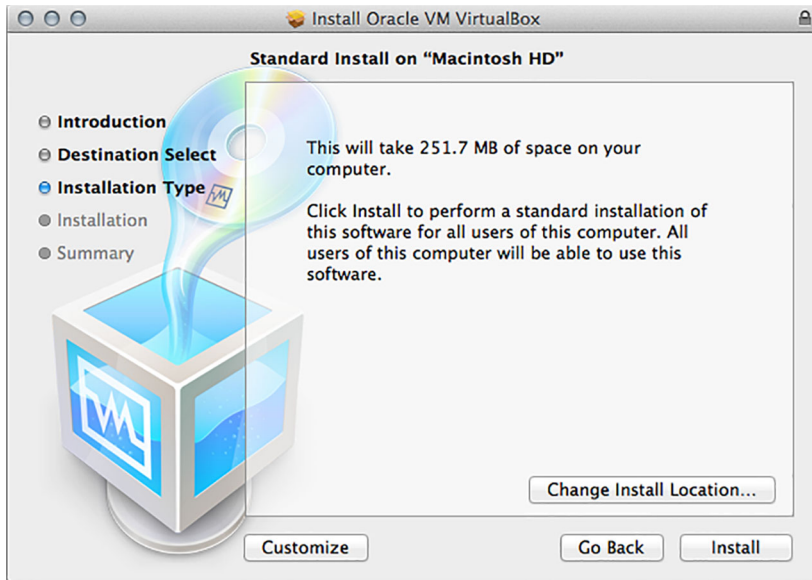 Install Oracle VM VirtualBox
Standard Install on “Macintosh HD”
Introduction
Destination Select
Installation Type
Installation
Summary
This will take 251.7 MB of space on your
computer.
Click Install to perform a standard installation of
this software for all users of this computer. All
users of this computer will be able to use this
software.
Change Install Location...
Customize
Go Back
Install